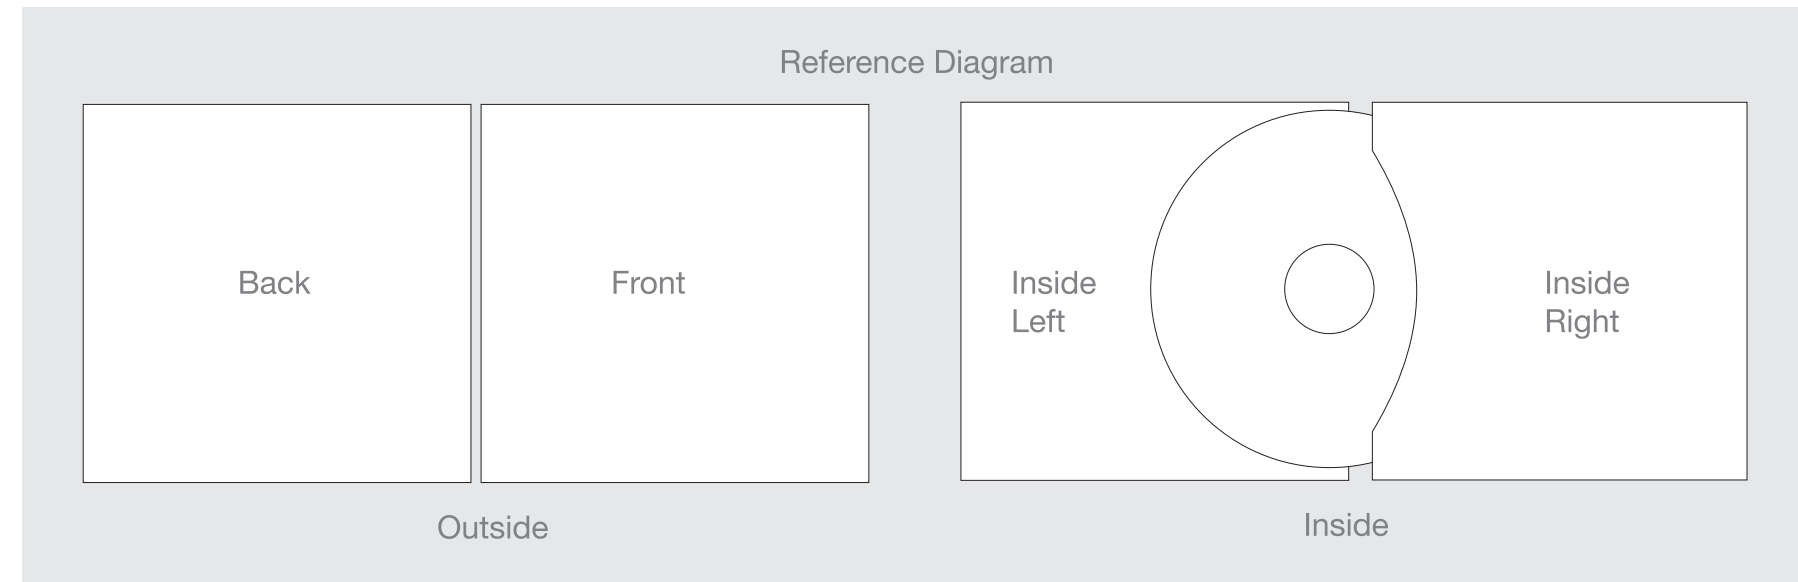 Reference Diagram
Back
Front
Inside
Left
Inside
Right
Outside
Inside